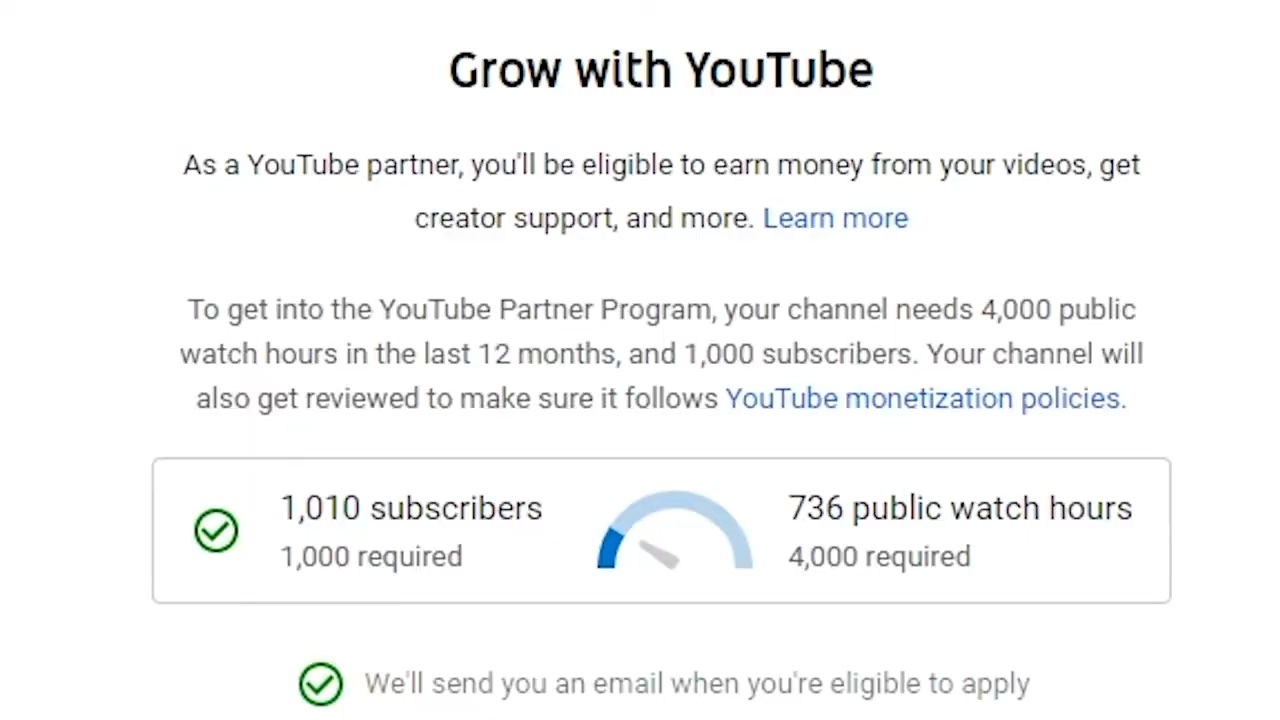 Grow with YouTube
As a YouTube partner, you'll be eligible to earn money from your videos, get
creator support, and more. Learn more
To get into the YouTube Partner Program, your channel needs 4,000 public
watch hours in the last 12 months, and 1,000 subscribers. Your channel will
also get reviewed to make sure it follows YouTube monetization policies.
1,010 subscribers
1,000 required
736 public watch hours
4,000 required
We'll send you an email when you're eligible to apply